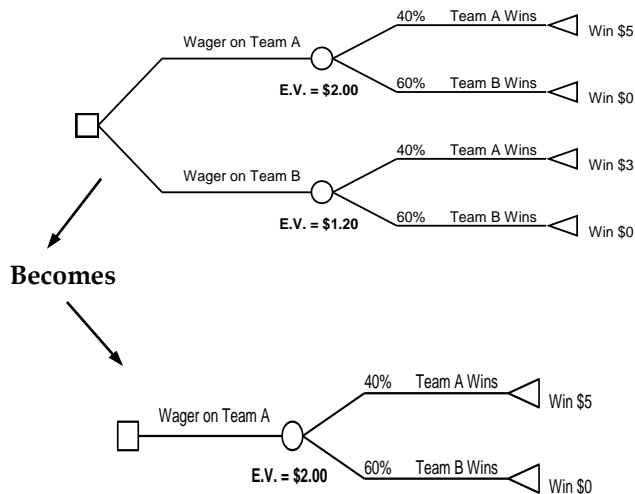 40% Team A Wins
Win $5
Wager on Team A
60% Team B Wins
Win $0
E.V. = $2.00
40% Team A Wins
Win $3
Wager on Team B
60% Team B Wins
Win $0
E.V. = $1.20
Becomes
40% Team A Wins
Win $5
Wager on Team A
60% Team B Wins
Win $0
E.V. = $2.00